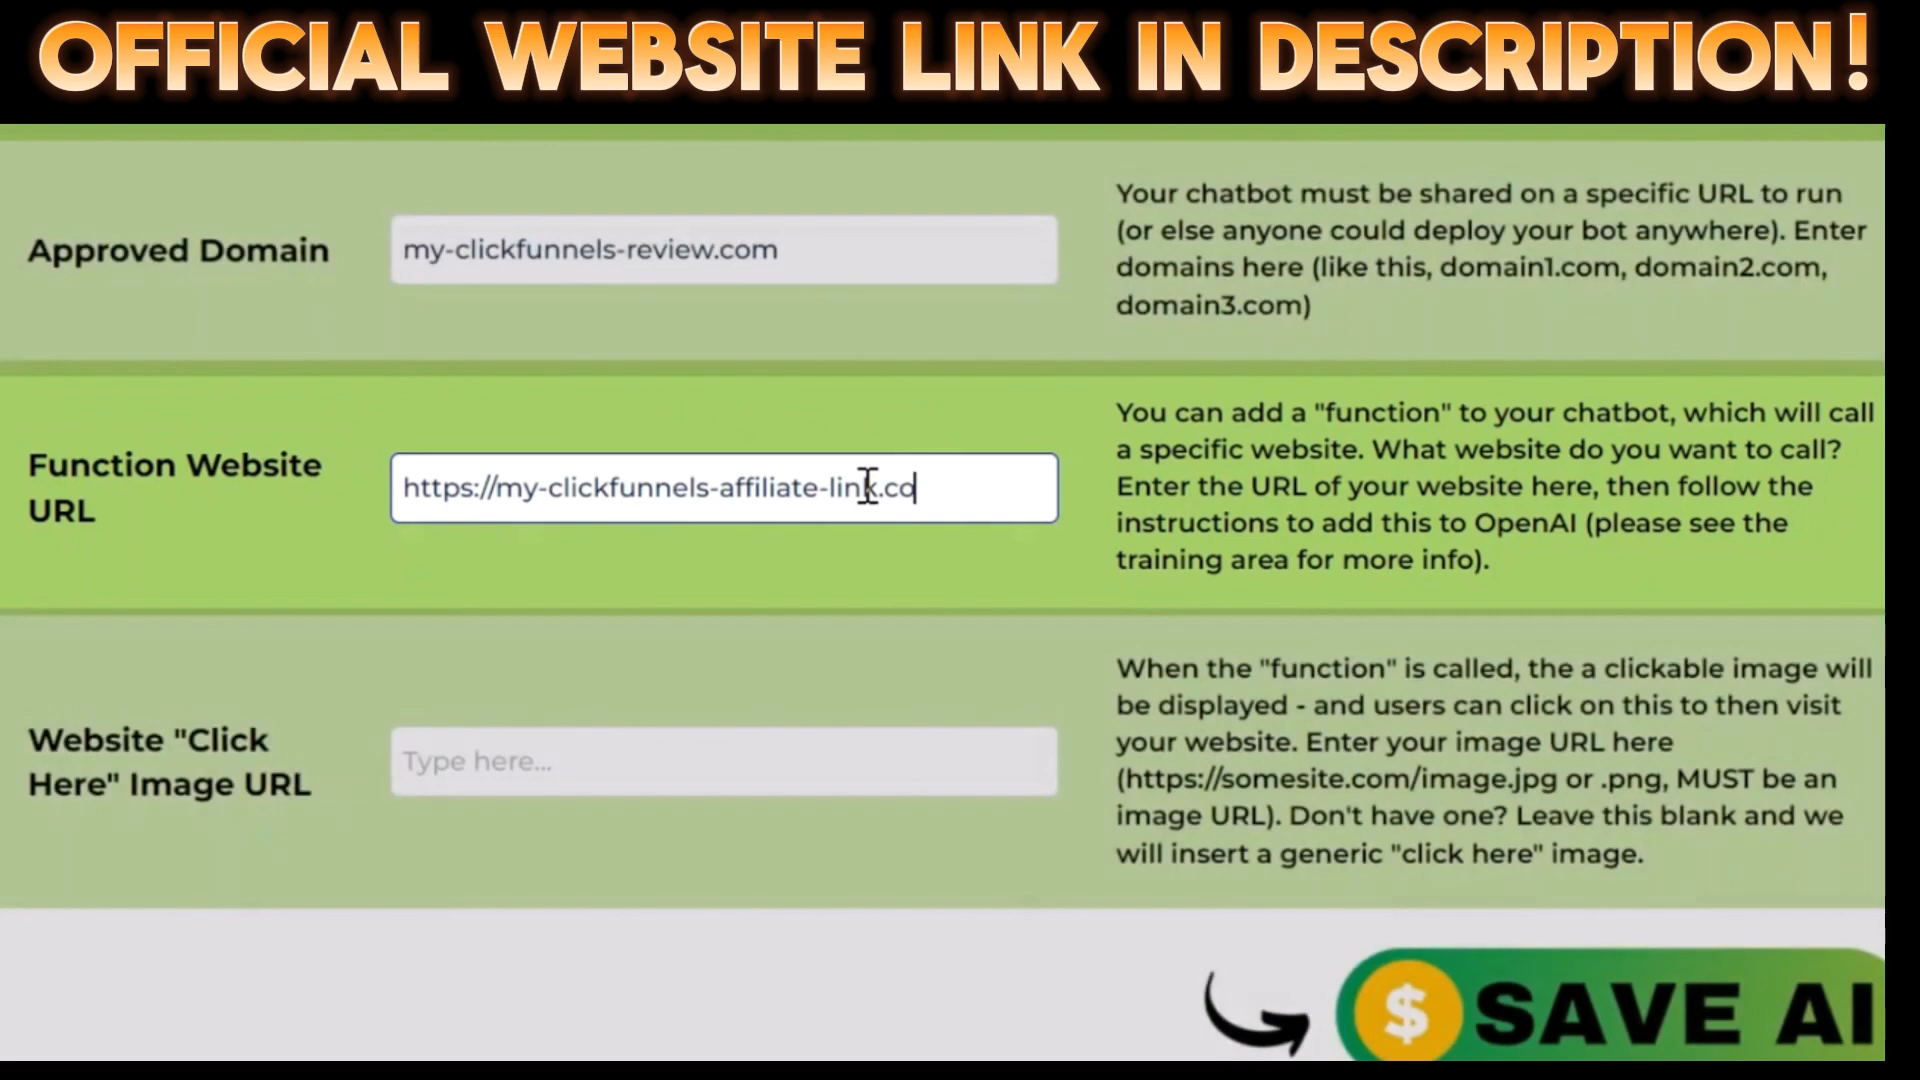 OFFICIAL WEBSITE LINK IN DESCRIPTION!
Approved Domain
my-clickfunnels-review.com
Your chatbot must be shared on a specific URL to run
(or else anyone could deploy your bot anywhere). Enter
domains here (like this, domain1.com, domain2.com,
domain3.com)
Function Website
URL
https://my-clickfunnels-affiliate-link.co
You can add a "function" to your chatbot, which will call
a specific website. What website do you want to call?
Enter the URL of your website here, then follow the
instructions to add this to OpenAI (please see the
training area for more info).
Website "Click
Here" Image URL
Type here...
When the "function" is called, the a clickable image will
be displayed - and users can click on this to then visit
your website. Enter your image URL here
(https://somesite.com/image.jpg or .png, MUST be an
image URL). Don't have one? Leave this blank and we
will insert a generic "click here" image.
$ SAVE AI